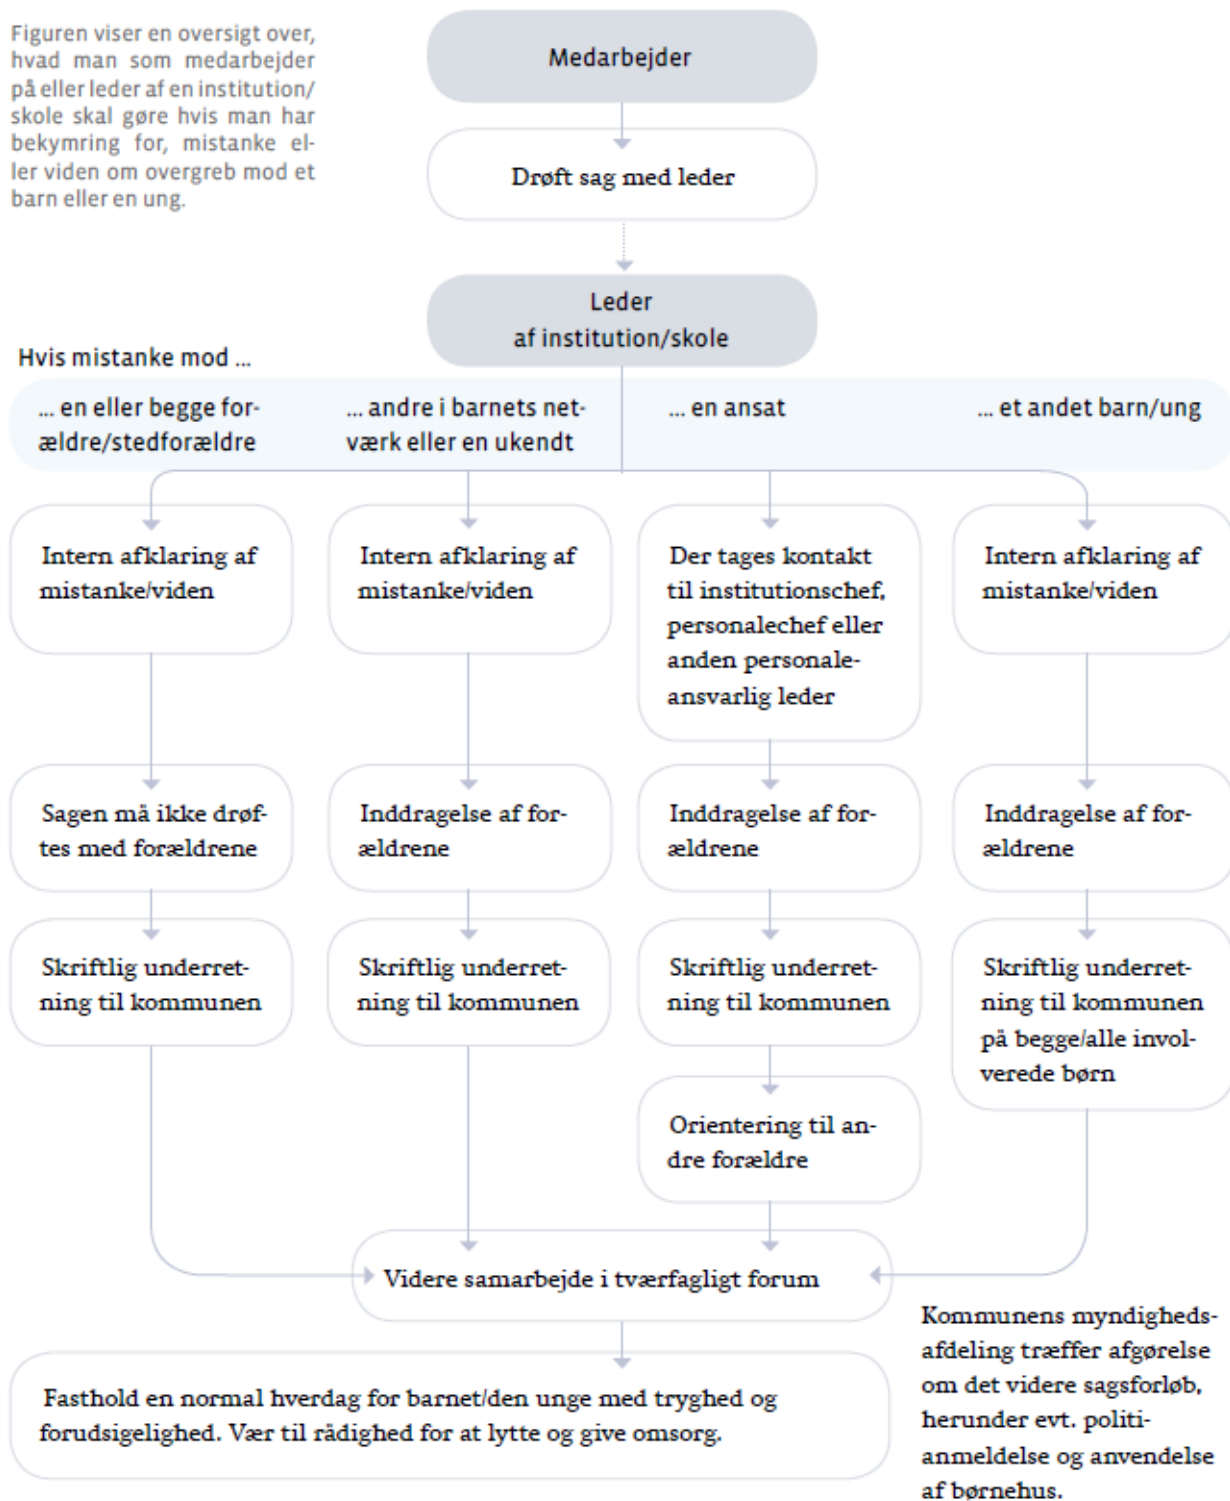 Figuren viser en oversigt over,
hvad man som medarbejder
på eller leder af en institution/
skole skal gøre hvis man har
bekymring for, mistanke el-
ler viden om overgreb mod et
barn eller en ung.
Medarbejder
Drøft sag med leder
Leder
af institution/skole
Hvis mistanke mod ...
... en eller begge for-
ældre/stedforældre
... andre i barnets net-
værk eller en ukendt
... en ansat
... et andet barn/ung
Intern afklaring af
mistanke/viden
Intern afklaring af
mistanke/viden
Der tages kontakt
til institutionschef,
personalechef eller
anden personale-
ansvarlig leder
Intern afklaring af
mistanke/viden
Sagen må ikke drøf-
tes med forældrene
Inddragelse af for-
ældrene
Inddragelse af for-
ældrene
Inddragelse af for-
ældrene
Skriftlig underret-
ning til kommunen
Skriftlig underret-
ning til kommunen
Skriftlig underret-
ning til kommunen
Skriftlig underret-
ning til kommunen
på begge/alle invol-
verede børn
Orientering til an-
dre forældre
Videre samarbejde i tværfagligt forum
Fasthold en normal hverdag for barnet/den unge med tryghed og
forudsigelighed. Vær til rådighed for at lytte og give omsorg.
Kommunens myndigheds-
afdeling træffer afgørelse
om det videre sagsforløb,
herunder evt. politi-
anmeldelse og anvendelse
af børnehus.